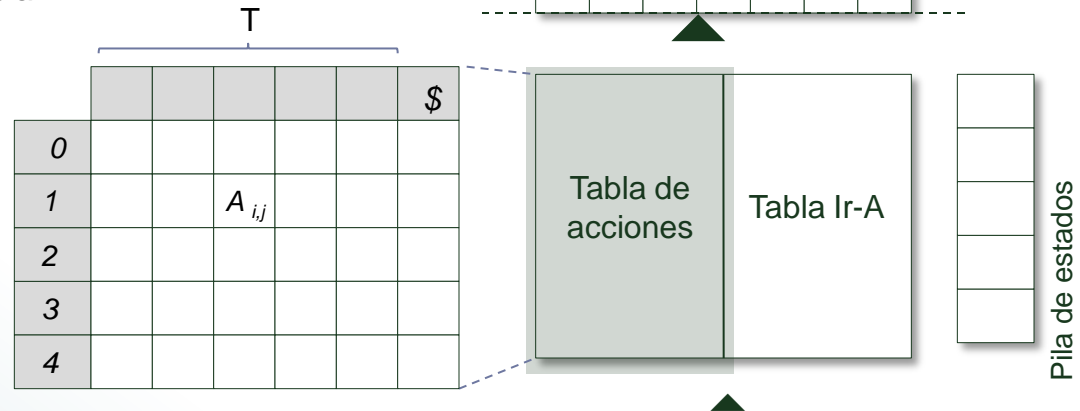 T
$
0
1
A i,j
2
3
4
Tabla de
acciones
Tabla Ir-A
Pila de estados